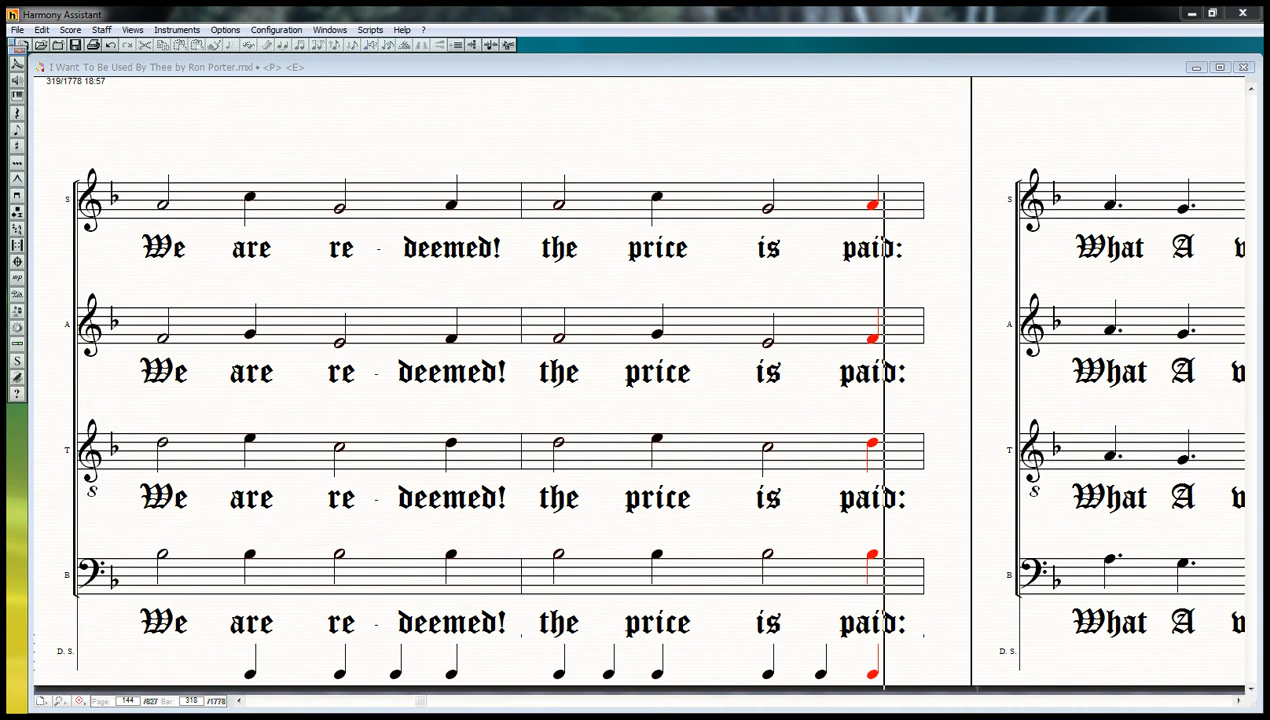 Harmony Assistant
File Edit Score Staff Views Instruments Options Configuration Windows Scripts Help ?
I Want To Be Used By Thee by Ron Porter.mxl • <P> <E>
319/1778 18:57
S
We are re - deemed! the price is paid:
A
We are re - deemed! the price is paid:
T
8
We are re - deemed! the price is paid:
B
We are re - deemed! the price is paid:
D. S.
S
What A
A
What A
T
8
What A
B
What A
D. S.
Page: 144 /827 Bar: 318 /1778